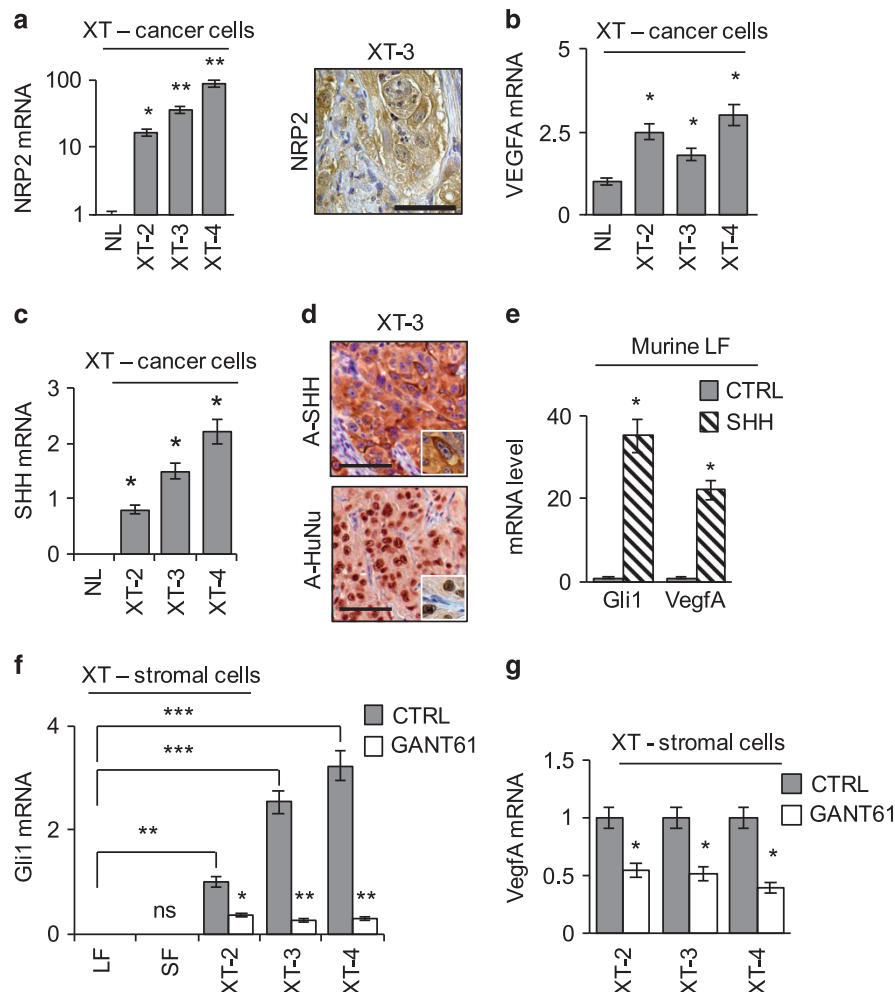 a
XT – cancer cells
NRP2 mRNA
100
10
1
* ** **
NL XT-2 XT-3 XT-4
XT-3
NRP2
b
XT – cancer cells
VEGFA mRNA
5
2.5
0
* * *
NL XT-2 XT-3 XT-4
c
XT – cancer cells
SHH mRNA
3
2
1
0
* * *
NL XT-2 XT-3 XT-4
d
XT-3
A-SHH
A-HuNu
e
Murine LF
CTRL
SHH
mRNA level
40
20
0
* *
Gli1 VegfA
f
XT – stromal cells
CTRL
GANT61
Gli1 mRNA
4
2
0
***
***
**
ns * ** **
LF SF XT-2 XT-3 XT-4
g
XT - stromal cells
CTRL
GANT61
VegfA mRNA
1.5
1
0.5
0
* * *
XT-2 XT-3 XT-4